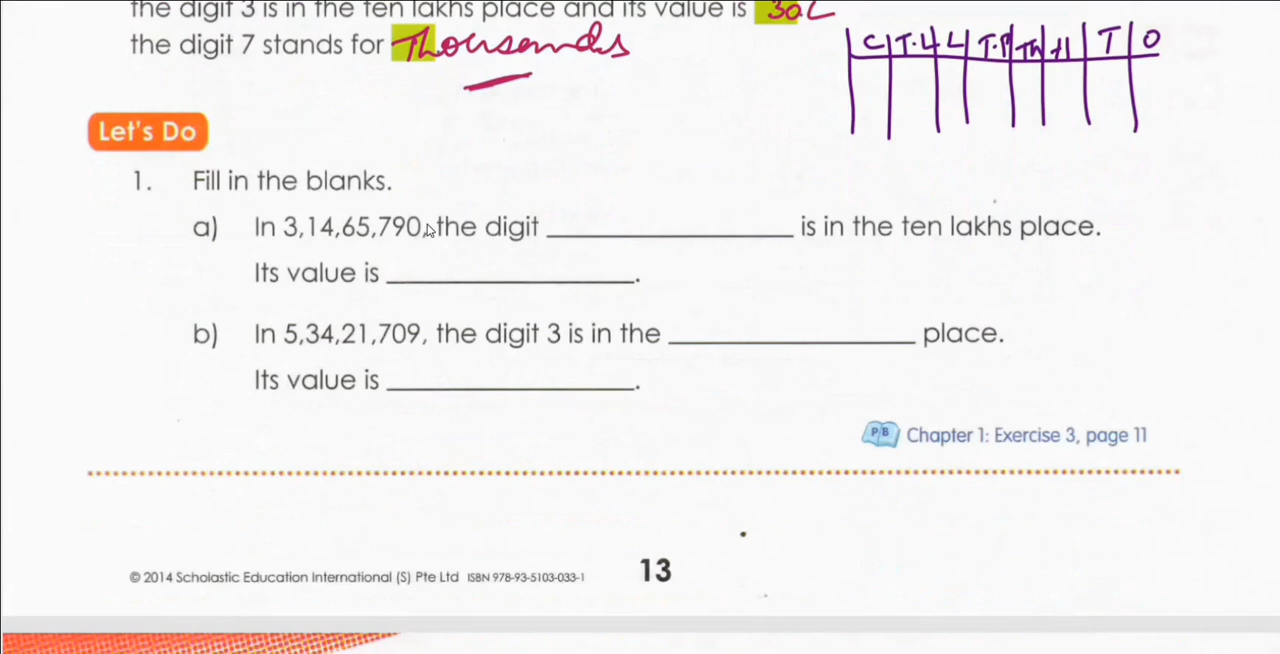 the digit 3 is in the ten lakhs place and its value is 30L
the digit 7 stands for Thousands
C T.L L T.Th Th H T O
Let's Do
1. Fill in the blanks.
a) In 3,14,65,790, the digit ____________ is in the ten lakhs place.
Its value is ____________.
b) In 5,34,21,709, the digit 3 is in the ____________ place.
Its value is ____________.
PB Chapter 1: Exercise 3, page 11
© 2014 Scholastic Education International (S) Pte Ltd ISBN 978-93-5103-033-1
13